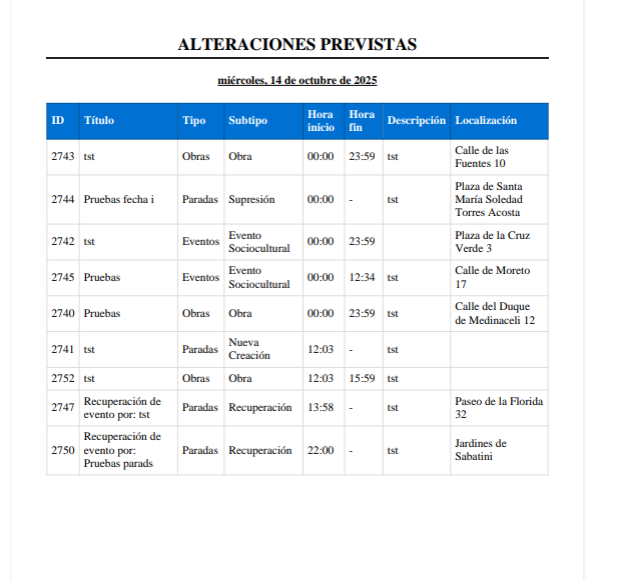 ALTERACIONES PREVISTAS
miércoles, 14 de octubre de 2025
ID Título Tipo Subtipo Hora inicio Hora fin Descripción Localización
2743 tst Obras Obra 00:00 23:59 tst Calle de las Fuentes 10
2744 Pruebas fecha i Paradas Supresión 00:00 - tst Plaza de Santa María Soledad Torres Acosta
2742 tst Eventos Evento Sociocultural 00:00 23:59 Plaza de la Cruz Verde 3
2745 Pruebas Eventos Evento Sociocultural 00:00 12:34 tst Calle de Moreto 17
2740 Pruebas Obras Obra 00:00 23:59 tst Calle del Duque de Medinaceli 12
2741 tst Paradas Nueva Creación 12:03 - tst
2752 tst Obras Obra 12:03 15:59 tst
2747 Recuperación de evento por: tst Paradas Recuperación 13:58 - tst Paseo de la Florida 32
2750 Recuperación de evento por: Pruebas parads Paradas Recuperación 22:00 - tst Jardines de Sabatini